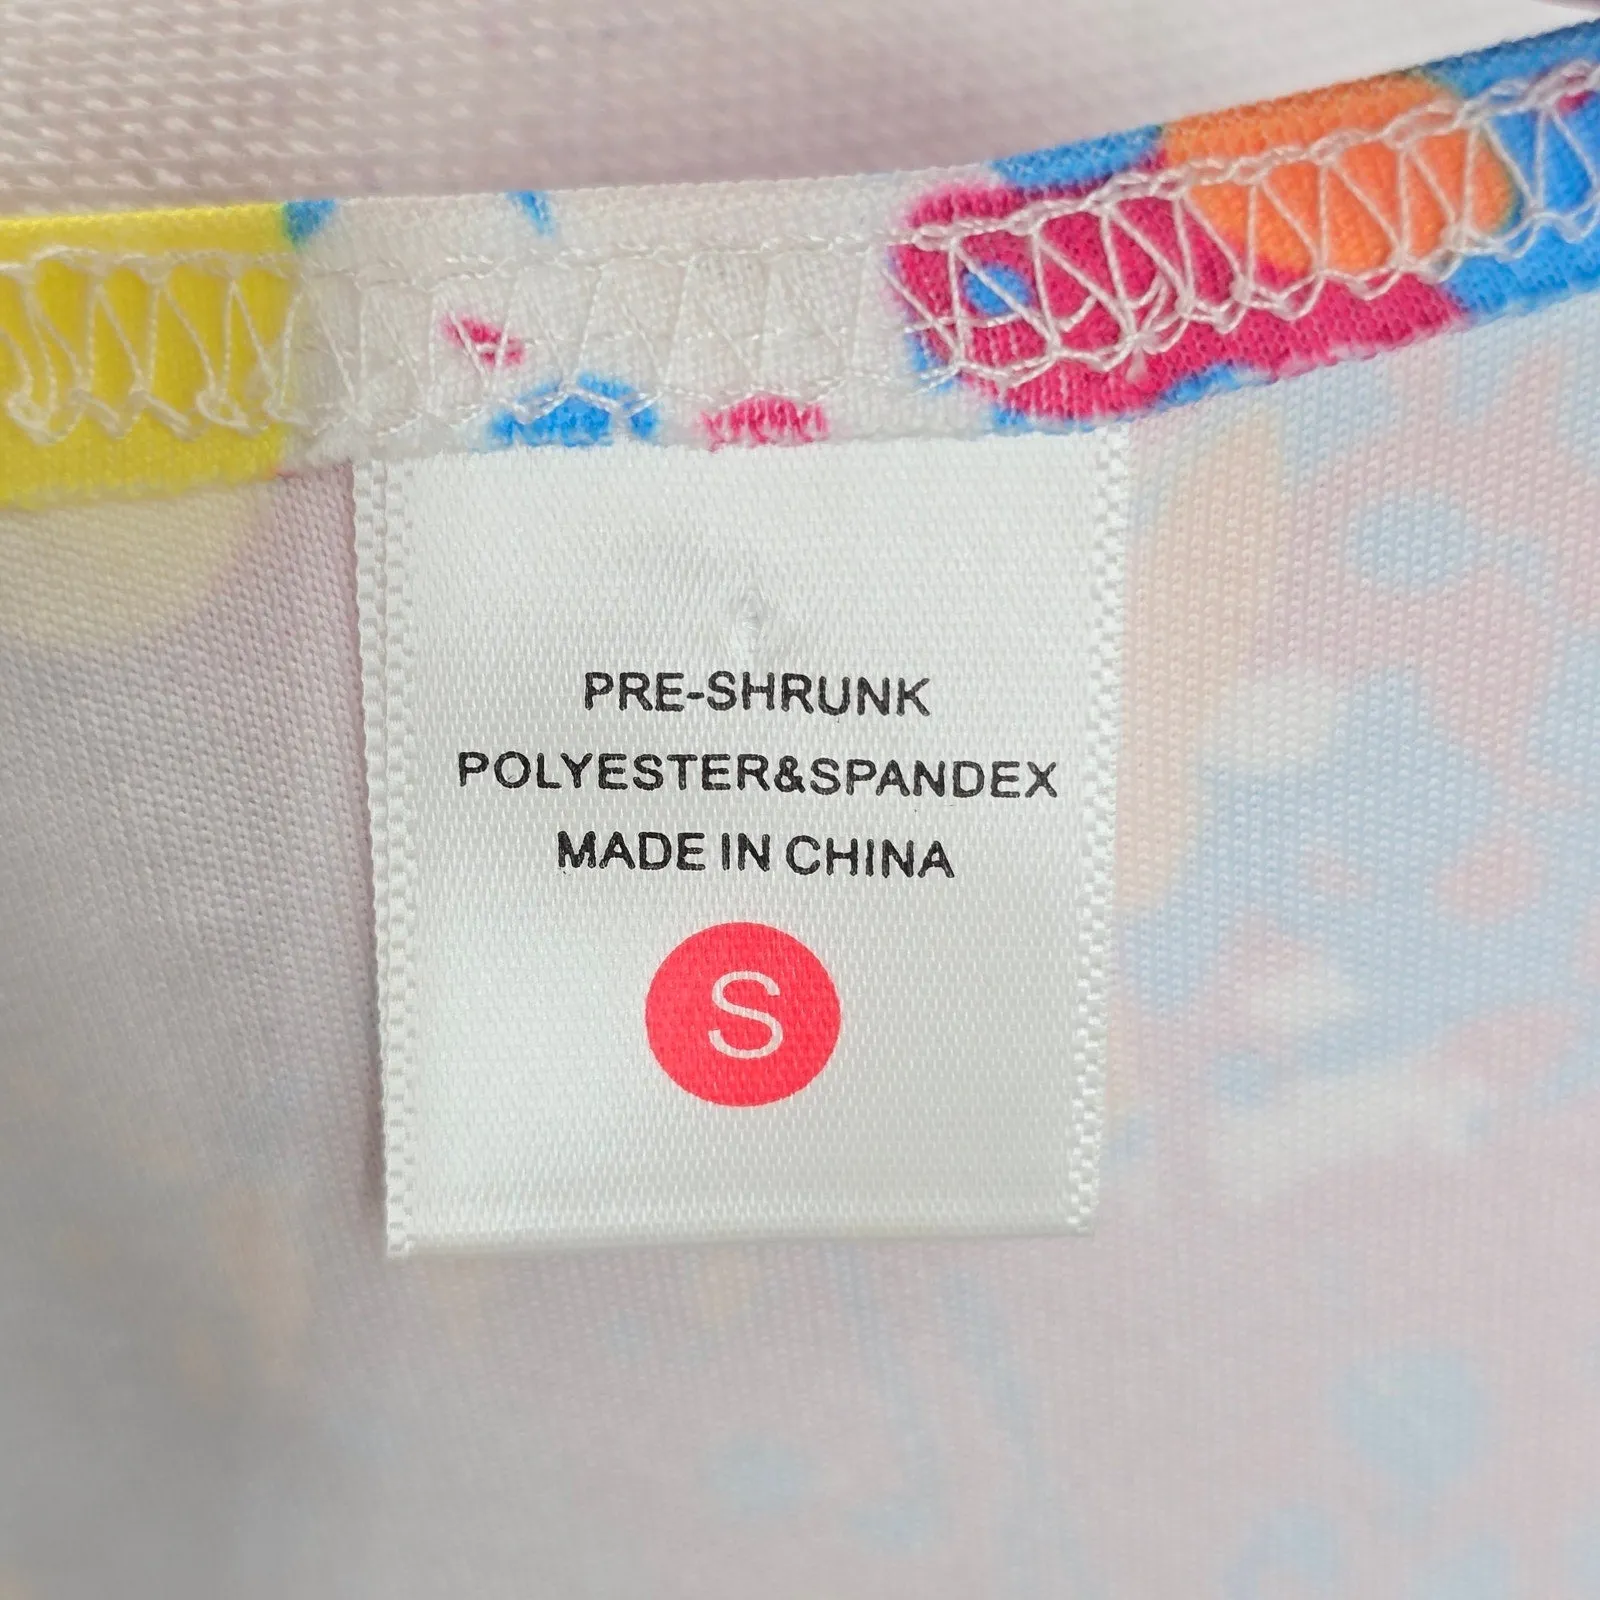 PRE-SHRUNK
POLYESTER&SPANDEX
MADE IN CHINA
S